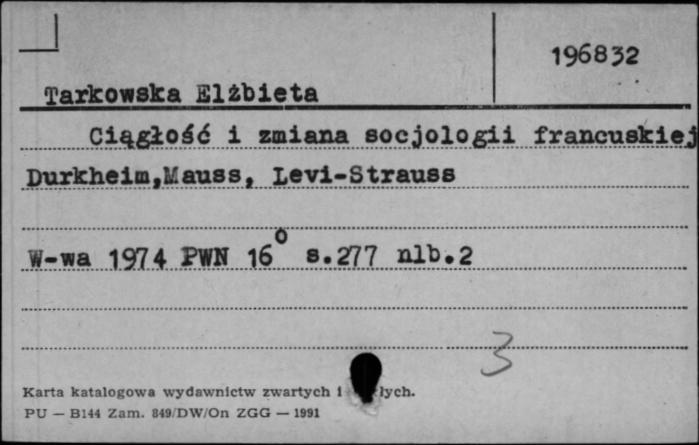 196832
Tarkowska Elżbieta
Ciągłość i zmiana socjologii francuskiej
Durkheim,Mauss, Levi-Strauss
W-wa 1974 PWN 16⁰ s.277 nlb.2
3
Karta katalogowa wydawnictw zwartych i lych.
PU — B144 Zam. 849/DW/On ZGG — 1991